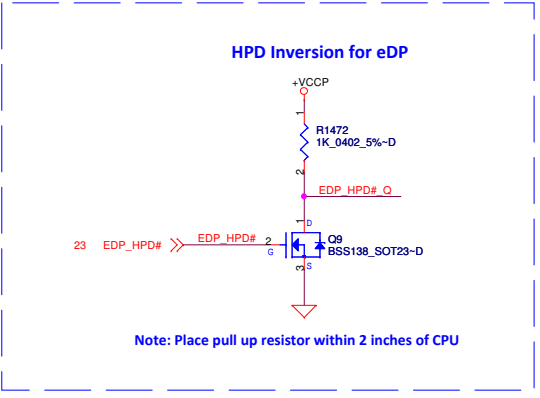 HPD Inversion for eDP
+VCCP
1
R1472
1K_0402_5%~D
2
EDP_HPD#_Q
1
D
23 EDP_HPD#
EDP_HPD#
2
G
Q9
BSS138_SOT23~D
3
S
Note: Place pull up resistor within 2 inches of CPU